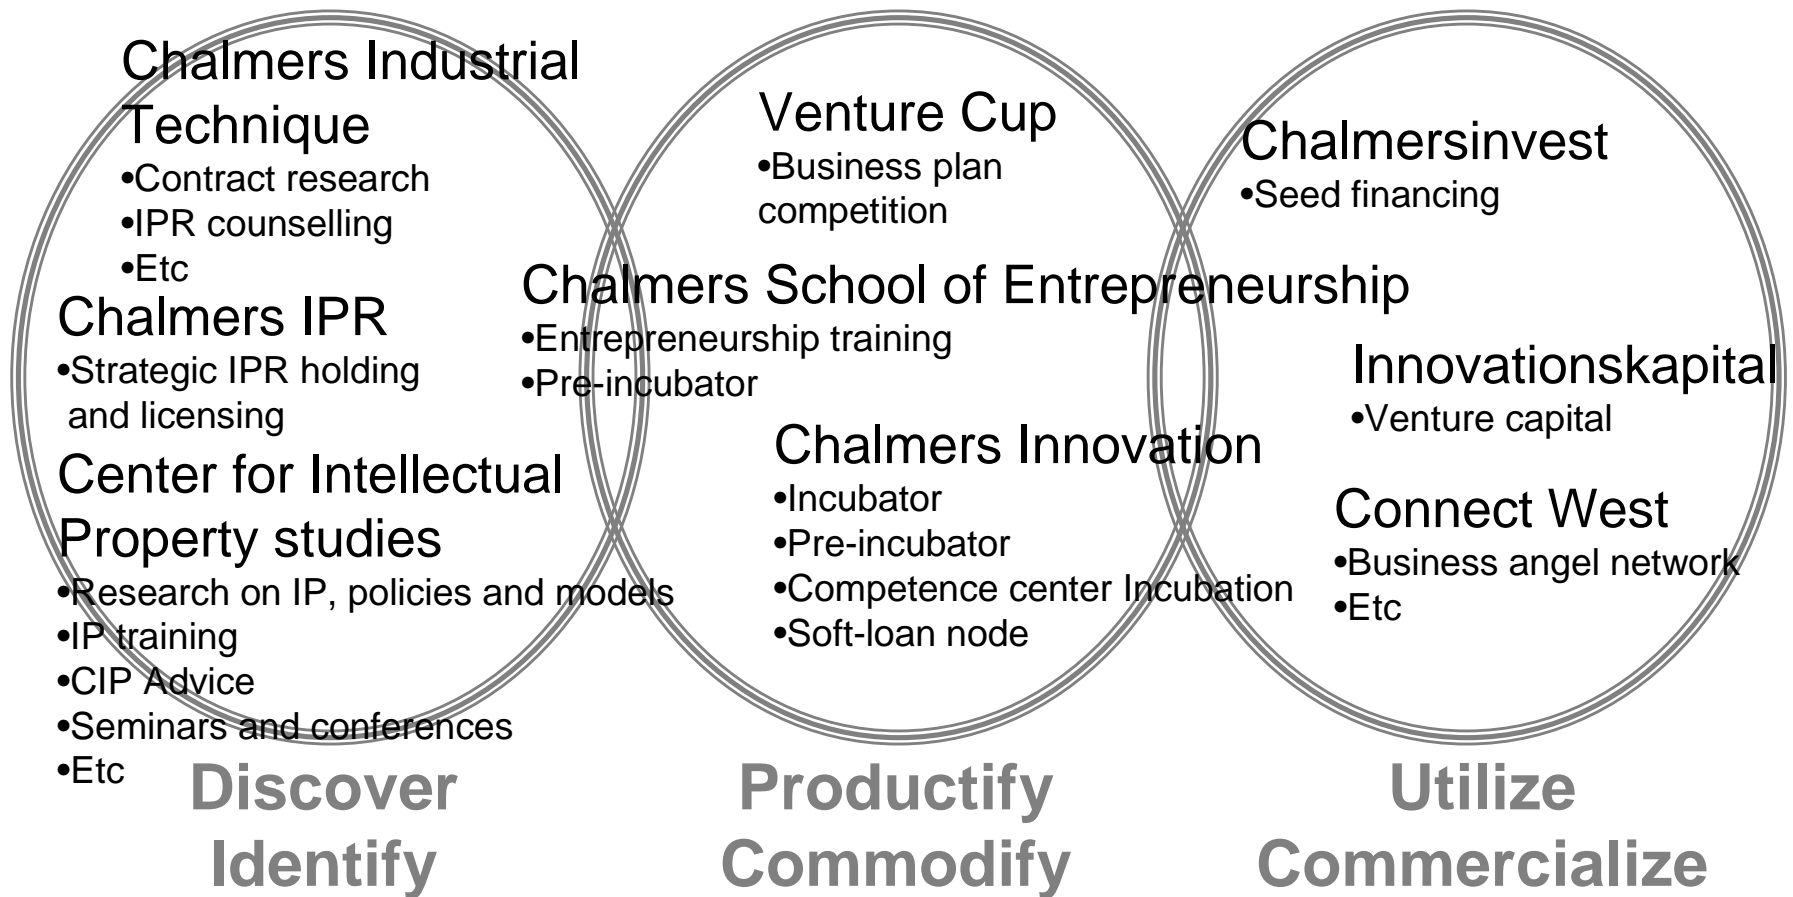 Chalmers Industrial
Technique
•Contract research
•IPR counselling
•Etc
Chalmers IPR
•Strategic IPR holding
and licensing
Center for Intellectual
Property studies
•Research on IP, policies and models
•IP training
•CIP Advice
•Seminars and conferences
•Etc
Discover
Identify
Venture Cup
•Business plan
competition
Chalmers School of Entrepreneurship
•Entrepreneurship training
•Pre-incubator
Chalmers Innovation
•Incubator
•Pre-incubator
•Competence center Incubation
•Soft-loan node
Productify
Commodify
Chalmersinvest
•Seed financing
Innovationskapital
•Venture capital
Connect West
•Business angel network
•Etc
Utilize
Commercialize